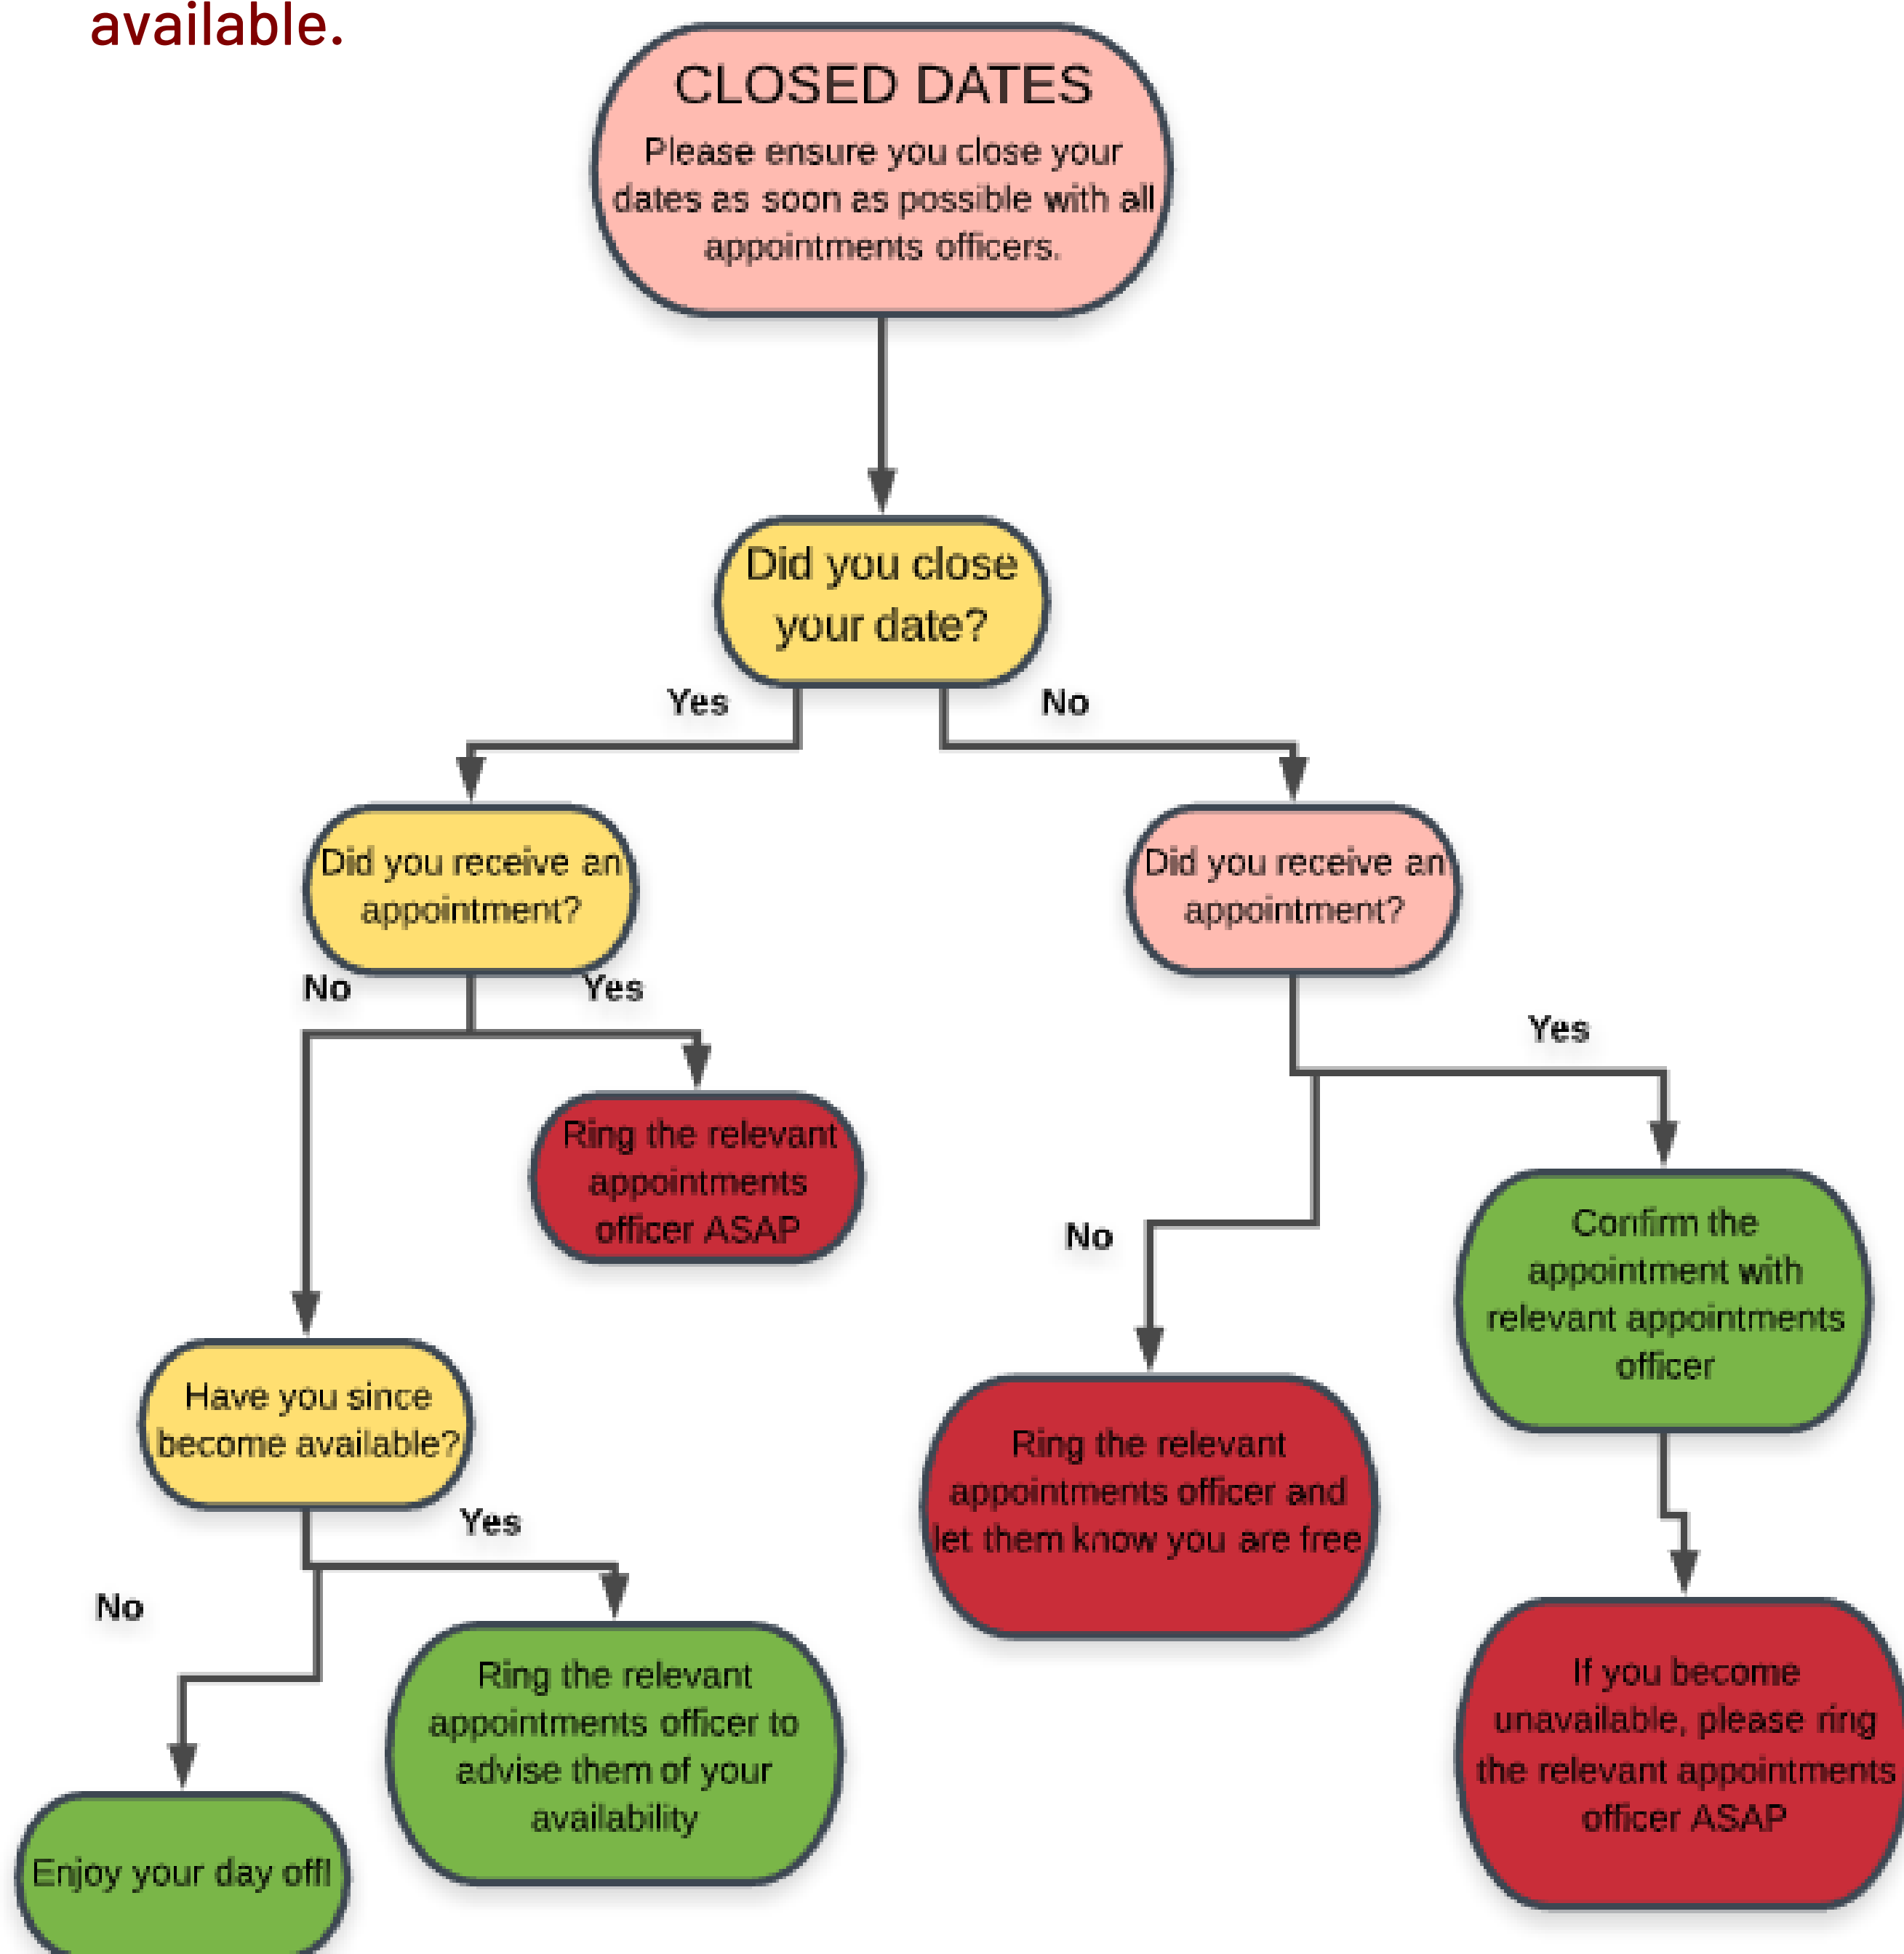 available.
CLOSED DATES
Please ensure you close your
dates as soon as possible with all
appointments officers.
Did you close
your date?
Yes
No
Did you receive an
appointment?
Did you receive an
appointment?
No
Yes
Yes
Ring the relevant
appointments
officer ASAP
No
Confirm the
appointment with
relevant appointments
officer
Have you since
become available?
Ring the relevant
appointments officer and
let them know you are free
Yes
No
Ring the relevant
appointments officer to
advise them of your
availability
If you become
unavailable, please ring
the relevant appointments
officer ASAP
Enjoy your day off!